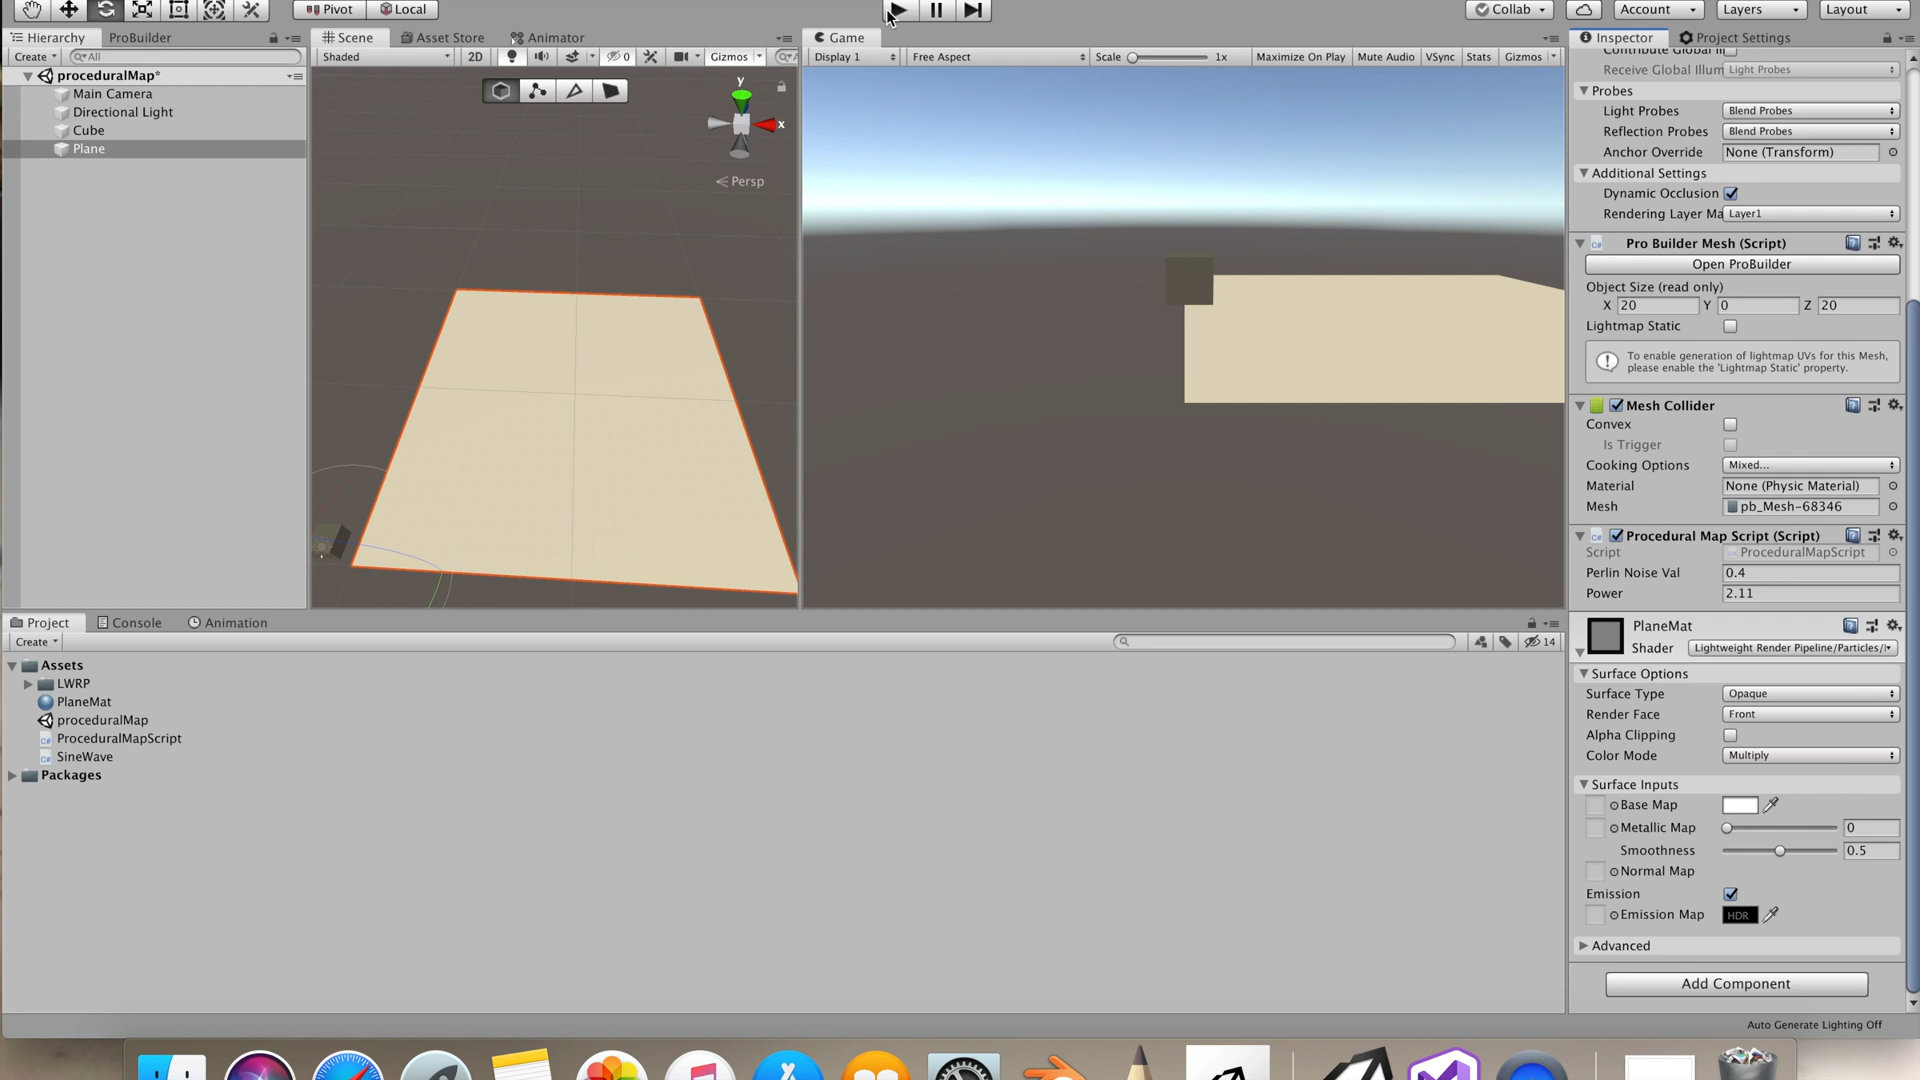 Pivot Local Collab Account Layers Layout
Hierarchy ProBuilder
Create All
proceduralMap*
Main Camera
Directional Light
Cube
Plane
Scene Asset Store Animator
Shaded 2D 0 Gizmos
y
x
Persp
Game
Display 1 Free Aspect Scale 1x Maximize On Play Mute Audio VSync Stats Gizmos
Inspector Project Settings
Receive Global Illum Light Probes
Probes
Light Probes Blend Probes
Reflection Probes Blend Probes
Anchor Override None (Transform)
Additional Settings
Dynamic Occlusion
Rendering Layer Ma Layer1
Pro Builder Mesh (Script)
Open ProBuilder
Object Size (read only)
X 20 Y 0 Z 20
Lightmap Static
To enable generation of lightmap UVs for this Mesh,
please enable the 'Lightmap Static' property.
Mesh Collider
Convex
Is Trigger
Cooking Options Mixed...
Material None (Physic Material)
Mesh pb_Mesh-68346
Procedural Map Script (Script)
Script ProceduralMapScript
Perlin Noise Val 0.4
Power 2.11
PlaneMat
Shader Lightweight Render Pipeline/Particles/
Surface Options
Surface Type Opaque
Render Face Front
Alpha Clipping
Color Mode Multiply
Surface Inputs
Base Map
Metallic Map 0
Smoothness 0.5
Normal Map
Emission
Emission Map HDR
Advanced
Add Component
Project Console Animation
Create 14
Assets
LWRP
PlaneMat
proceduralMap
ProceduralMapScript
SineWave
Packages
Auto Generate Lighting Off